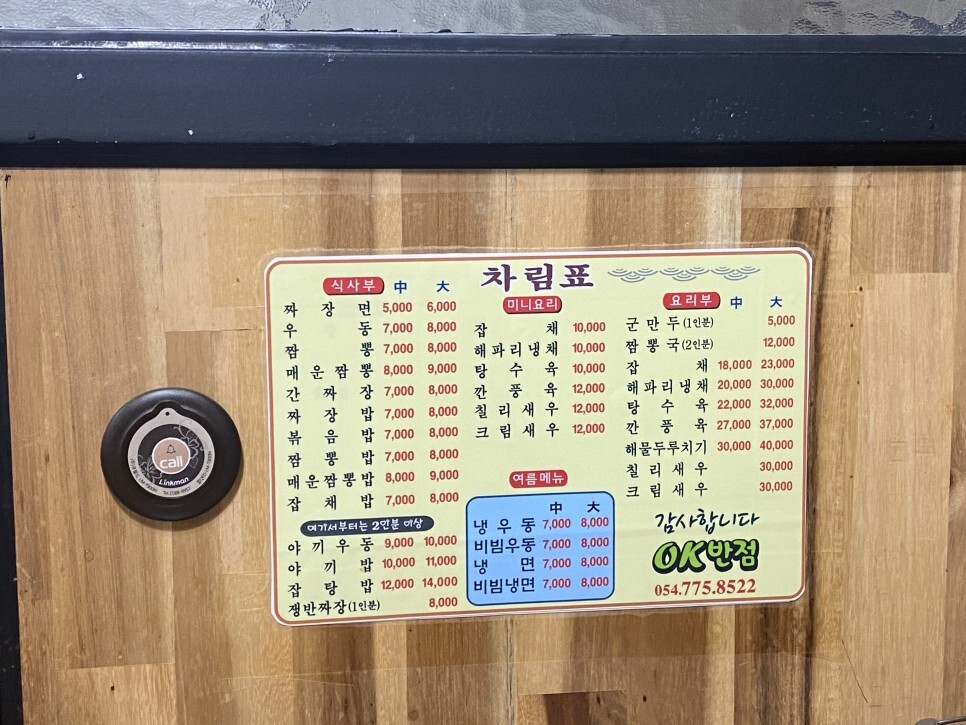 차림표
식사부 中 大
짜장면 5,000 6,000
우동 7,000 8,000
짬뽕 7,000 8,000
매운짬뽕 8,000 9,000
간짜장 7,000 8,000
짜장밥 7,000 8,000
볶음밥 7,000 8,000
짬뽕밥 7,000 8,000
매운짬뽕밥 8,000 9,000
잡채밥 7,000 8,000
여기서부터는 2인분 이상
야끼우동 9,000 10,000
야끼밥 10,000 11,000
잡탕밥 12,000 14,000
쟁반짜장(1인분) 8,000
미니요리
잡채 10,000
해파리냉채 10,000
탕수육 10,000
깐풍육 12,000
칠리새우 12,000
크림새우 12,000
여름메뉴
中 大
냉우동 7,000 8,000
비빔우동 7,000 8,000
냉면 7,000 8,000
비빔냉면 7,000 8,000
요리부 中 大
군만두(1인분) 5,000
짬뽕국(2인분) 12,000
잡채 18,000 23,000
해파리냉채 20,000 30,000
탕수육 22,000 32,000
깐풍육 27,000 37,000
해물두루치기 30,000 40,000
칠리새우 30,000
크림새우 30,000
감사합니다
OK반점
054.775.8522
call
Linkman